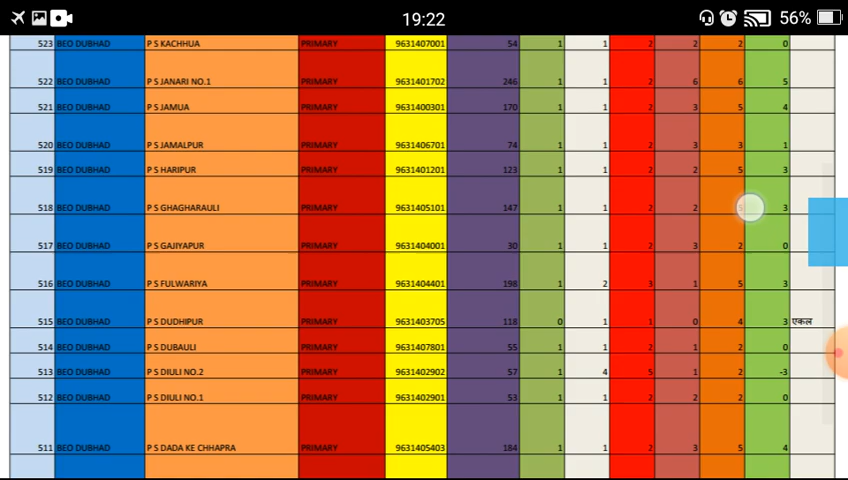 19:22
56%
523 BEO DUBHAD P S KACHHUA PRIMARY 9631407001 54 1 1 2 2 2 0
522 BEO DUBHAD P S JANARI NO.1 PRIMARY 9631401702 246 1 1 2 6 6 5
521 BEO DUBHAD P S JAMUA PRIMARY 9631400301 170 1 1 2 3 5 4
520 BEO DUBHAD P S JAMALPUR PRIMARY 9631406701 74 1 1 2 3 3 1
519 BEO DUBHAD P S HARIPUR PRIMARY 9631401201 123 1 1 2 2 5 3
518 BEO DUBHAD P S GHAGHARAULI PRIMARY 9631405101 147 1 1 2 2 5 3
517 BEO DUBHAD P S GAJIYAPUR PRIMARY 9631404001 30 1 1 2 3 2 0
516 BEO DUBHAD P S FULWARIYA PRIMARY 9631404401 198 1 2 3 1 5 3
515 BEO DUBHAD P S DUDHIPUR PRIMARY 9631403705 118 0 1 1 0 4 3 एकल
514 BEO DUBHAD P S DUBAULI PRIMARY 9631407801 55 1 1 2 1 2 0
513 BEO DUBHAD P S DIULI NO.2 PRIMARY 9631402902 57 1 4 5 1 2 -3
512 BEO DUBHAD P S DIULI NO.1 PRIMARY 9631402901 53 1 1 2 2 2 0
511 BEO DUBHAD P S DADA KE CHHAPRA PRIMARY 9631405403 184 1 1 2 3 5 4